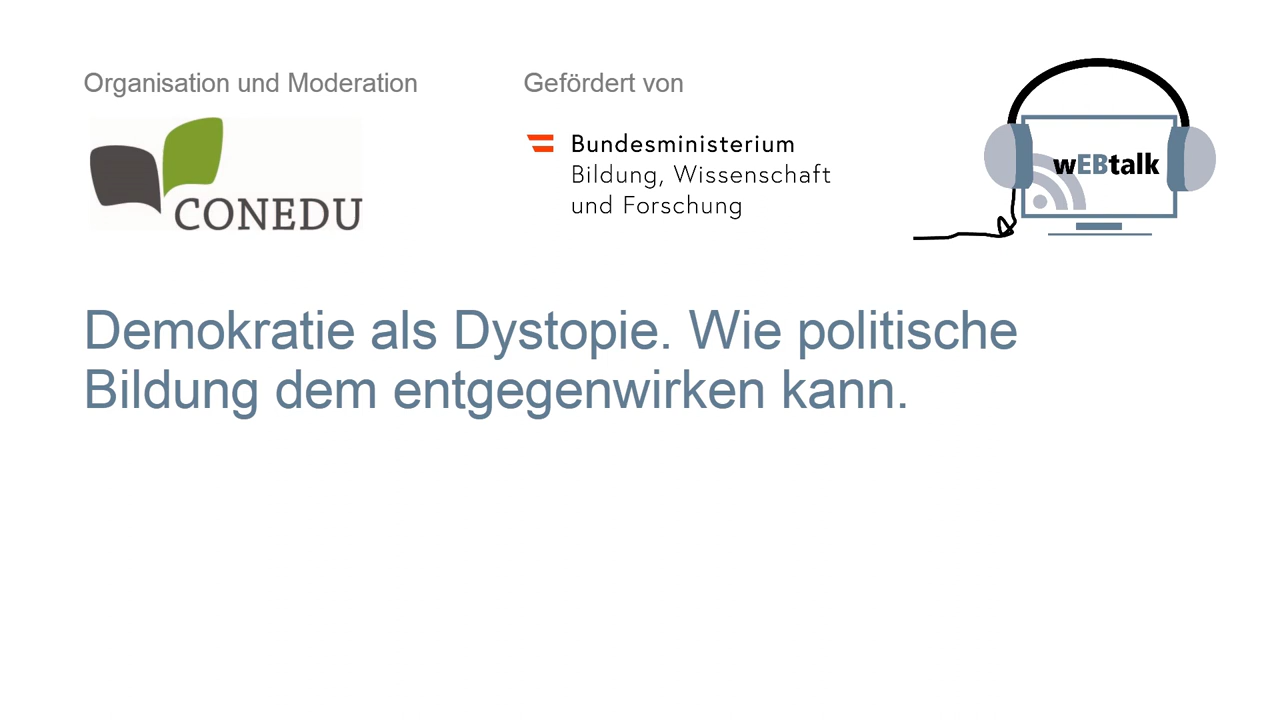 Organisation und Moderation
Gefördert von
CONEDU
Bundesministerium
Bildung, Wissenschaft
und Forschung
wEBtalk
Demokratie als Dystopie. Wie politische
Bildung dem entgegenwirken kann.